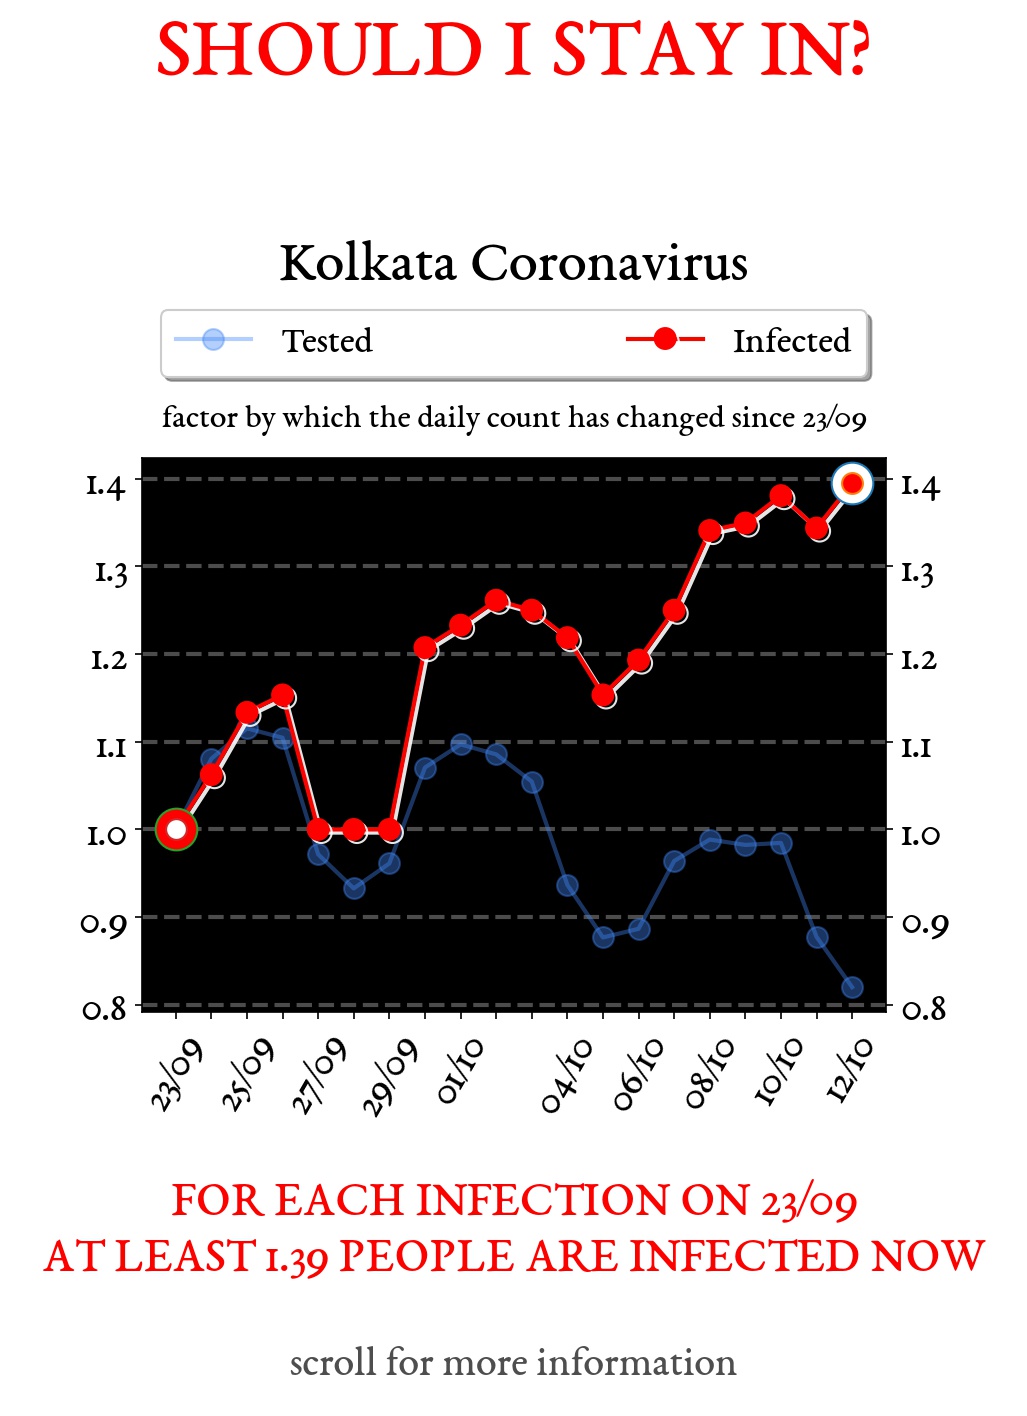 SHOULD I STAY IN?
Kolkata Coronavirus
Tested Infected
factor by which the daily count has changed since 23/09
1.4 1.4
1.3 1.3
1.2 1.2
1.1 1.1
1.0 1.0
0.9 0.9
0.8 0.8
23/09 25/09 27/09 29/09 01/10 04/10 06/10 08/10 10/10 12/10
FOR EACH INFECTION ON 23/09
AT LEAST 1.39 PEOPLE ARE INFECTED NOW
scroll for more information